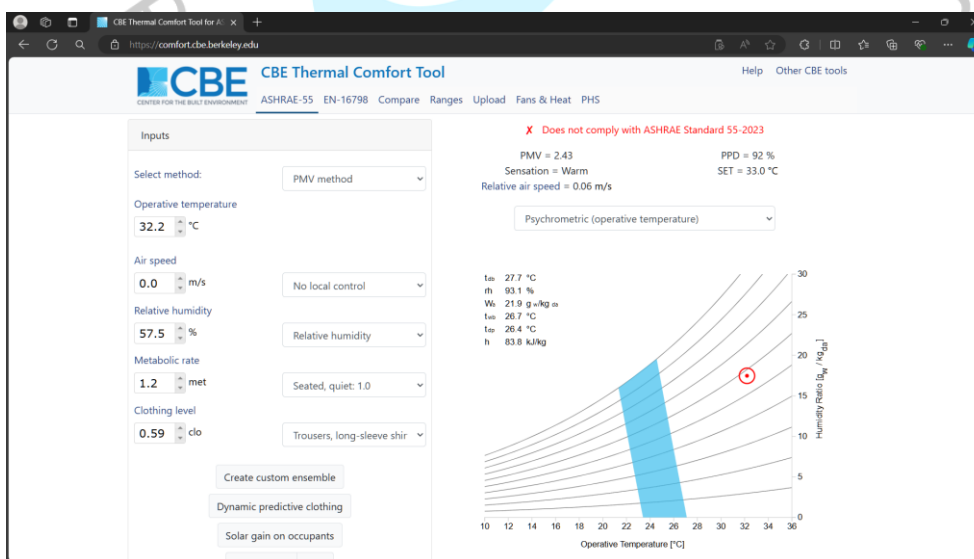 CBE Thermal Comfort Tool for A
https://comfort.cbe.berkeley.edu
CBE
CENTER FOR THE BUILT ENVIRONMENT
CBE Thermal Comfort Tool
Help Other CBE tools
ASHRAE-55 EN-16798 Compare Ranges Upload Fans & Heat PHS
Inputs
Select method:
PMV method
Operative temperature
32.2 °C
Air speed
0.0 m/s
No local control
Relative humidity
57.5 %
Relative humidity
Metabolic rate
1.2 met
Seated, quiet: 1.0
Clothing level
0.59 clo
Trousers, long-sleeve shir
Create custom ensemble
Dynamic predictive clothing
Solar gain on occupants
✗ Does not comply with ASHRAE Standard 55-2023
PMV = 2.43 PPD = 92 %
Sensation = Warm SET = 33.0 °C
Relative air speed = 0.06 m/s
Psychrometric (operative temperature)
tdb 27.7 °C
rh 93.1 %
Wa 21.9 g w/kg da
twb 26.7 °C
tdp 26.4 °C
h 83.8 kJ/kg
30
25
20
15
10
5
0
Humidity Ratio [gw / kgda]
10 12 14 16 18 20 22 24 26 28 30 32 34 36
Operative Temperature [°C]